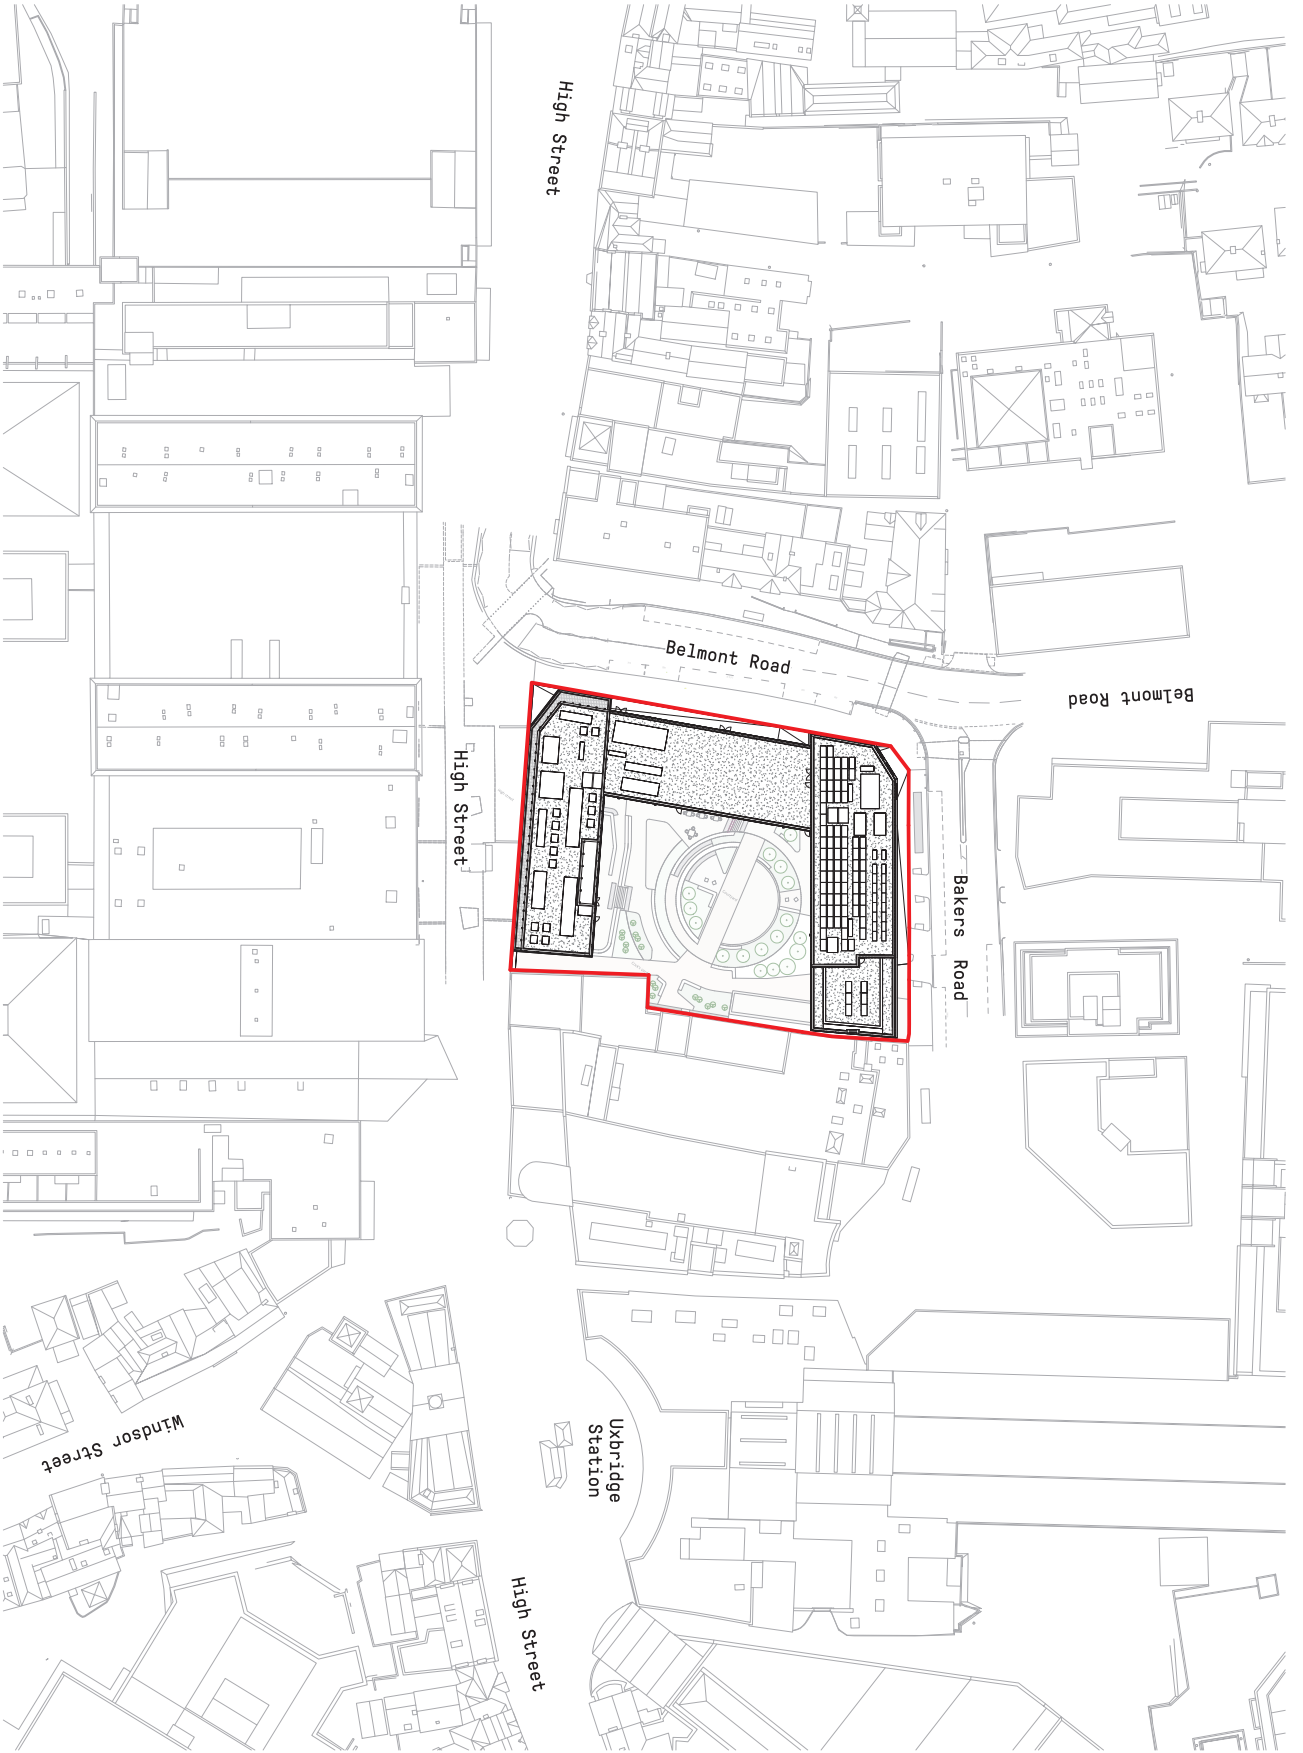 High Street
Belmont Road
Belmont Road
High Street
Bakers Road
Windsor Street
Uxbridge
Station
High Street